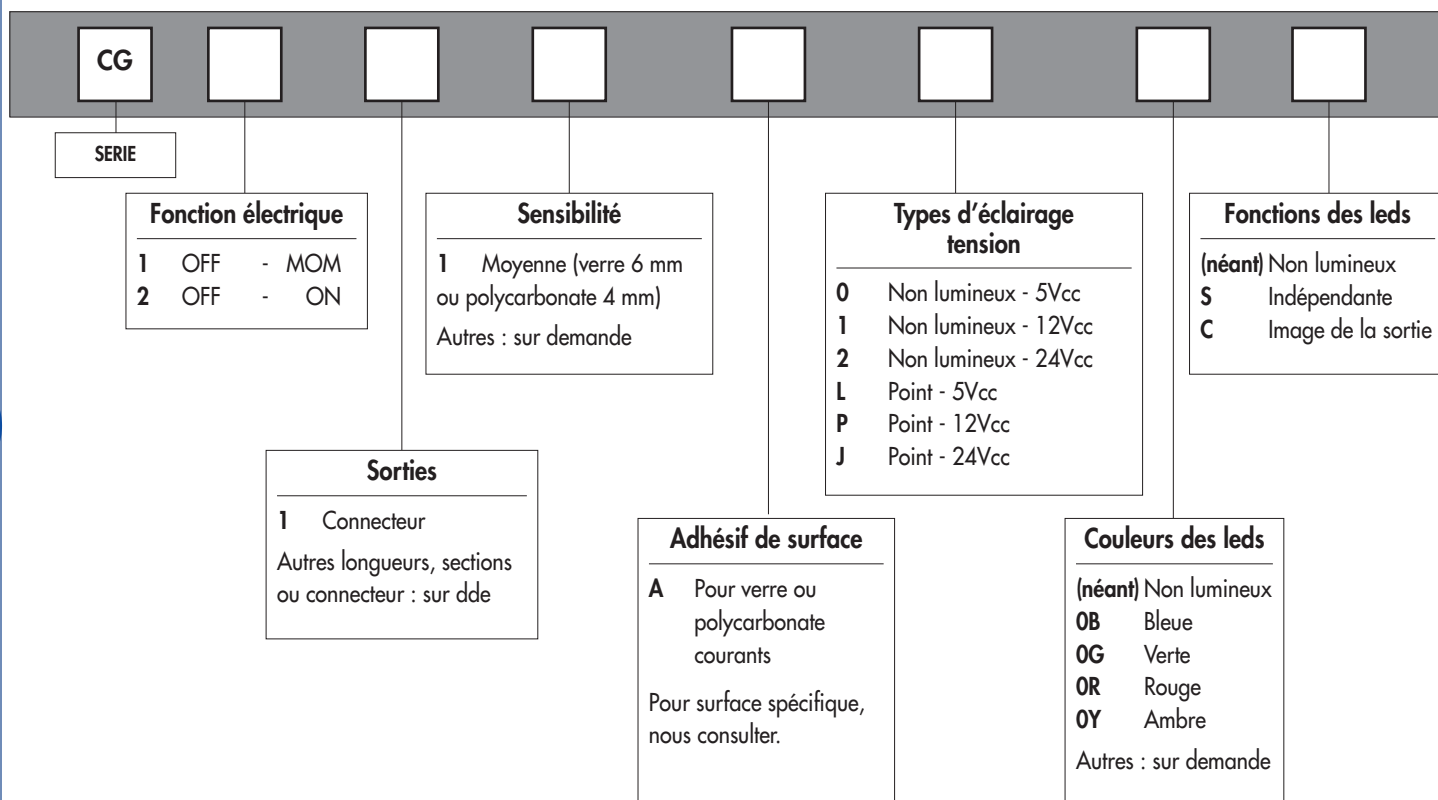 CG
SERIE
Fonction électrique
1 OFF - MOM
2 OFF - ON
Sorties
1 Connecteur
Autres longueurs, sections
ou connecteur : sur dde
Sensibilité
1 Moyenne (verre 6 mm
ou polycarbonate 4 mm)
Autres : sur demande
Adhésif de surface
A Pour verre ou
polycarbonate
courants
Pour surface spécifique,
nous consulter.
Types d'éclairage
tension
0 Non lumineux - 5Vcc
1 Non lumineux - 12Vcc
2 Non lumineux - 24Vcc
L Point - 5Vcc
P Point - 12Vcc
J Point - 24Vcc
Couleurs des leds
(néant) Non lumineux
0B Bleue
0G Verte
0R Rouge
0Y Ambre
Autres : sur demande
Fonctions des leds
(néant) Non lumineux
S Indépendante
C Image de la sortie